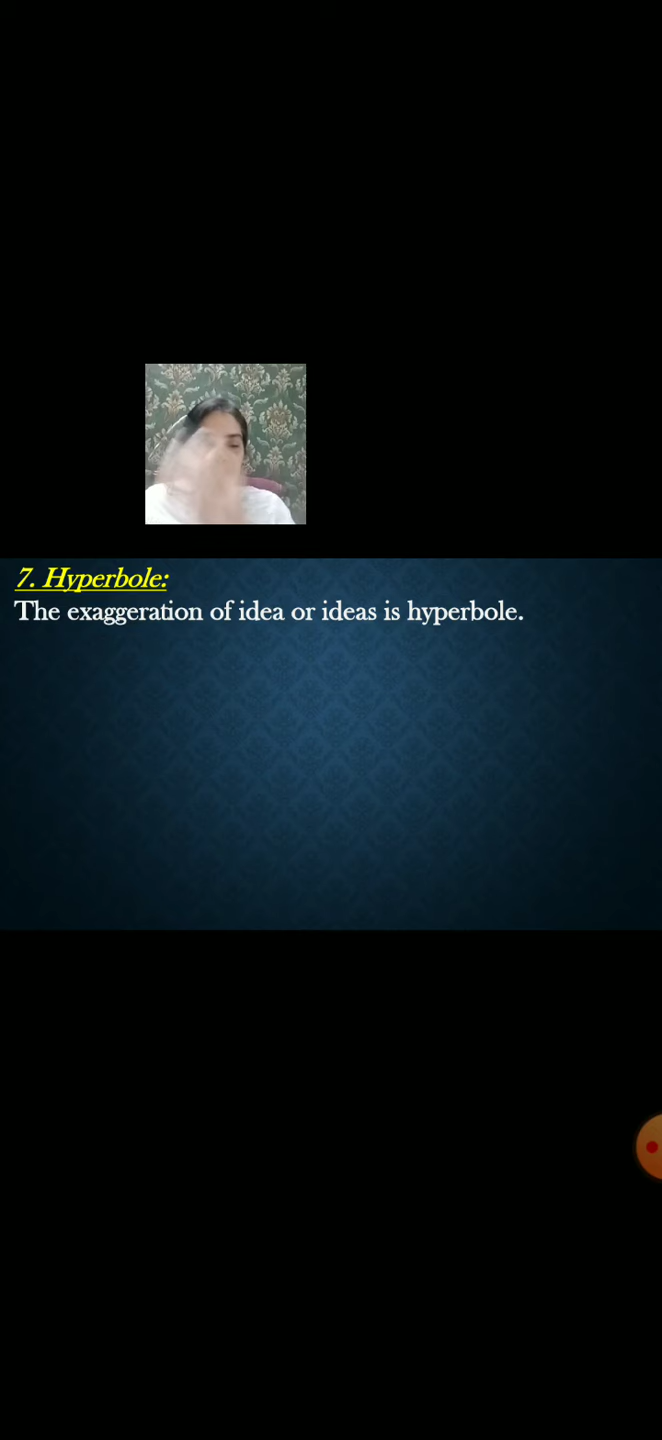 7. Hyperbole:
The exaggeration of idea or ideas is hyperbole.